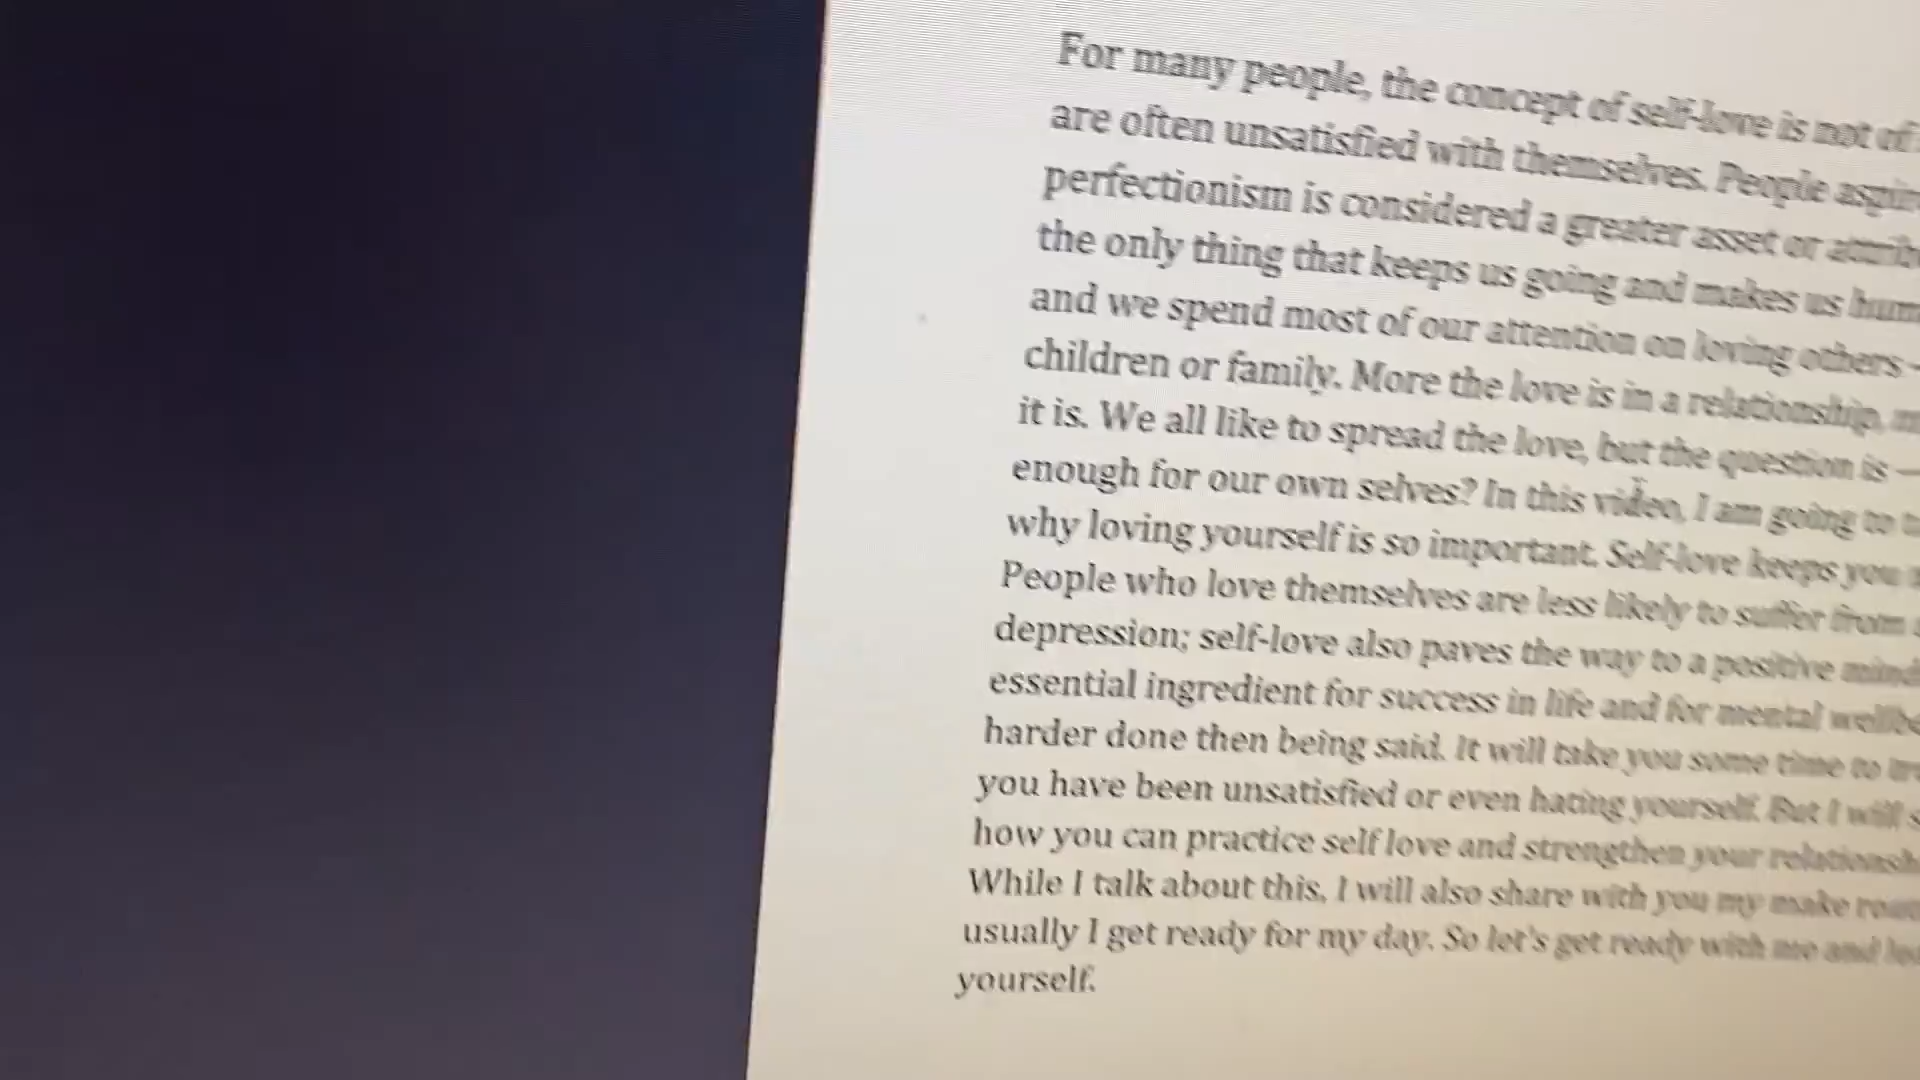 For many people, the concept of self-love is not of
are often unsatisfied with themselves. People
perfectionism is considered a greater asset or
the only thing that keeps us going and makes us
and we spend most of our attention on loving others –
children or family. More the love is in a relationship,
it is. We all like to spread the love, but the question is —
enough for our own selves? In this video, I am going to
why loving yourself is so important. Self-love keeps you
People who love themselves are less likely to suffer from
depression; self-love also paves the way to a positive
essential ingredient for success in life and for mental
harder done then being said. It will take you some time to
you have been unsatisfied or even hating yourself. But I will
how you can practice self love and strengthen your
While I talk about this, I will also share with you my make
usually I get ready for my day. So let's get ready with me and
yourself.